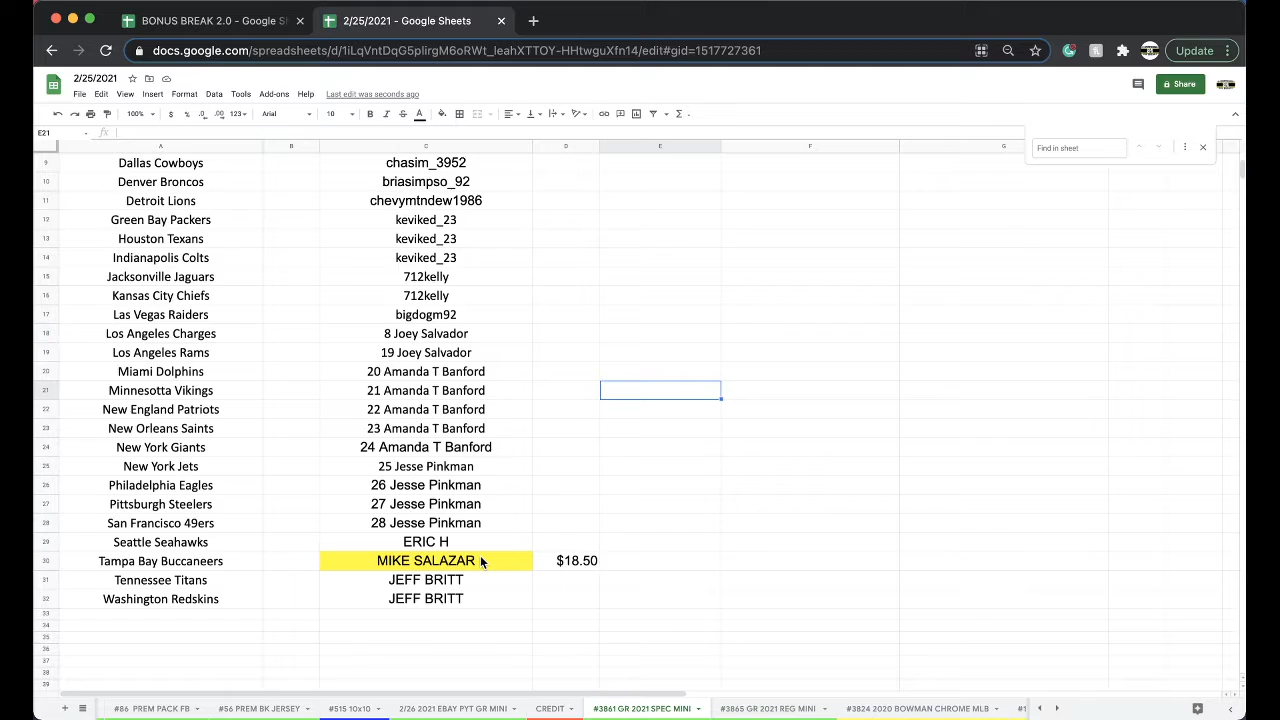 BONUS BREAK 2.0 - Google Sh
2/25/2021 - Google Sheets
docs.google.com/spreadsheets/d/1iLqVntDqG5plirgM6oRWt_leahXTTOY-HHtwguXfn14/edit#gid=1517727361
Update
2/25/2021
File Edit View Insert Format Data Tools Add-ons Help Last edit was seconds ago
Share
100% $ % .0 .00 123 Arial 10 B I S A
E21 fx
Find in sheet
A B C D E F G
9 Dallas Cowboys chasim_3952
10 Denver Broncos briasimpso_92
11 Detroit Lions chevymtndew1986
12 Green Bay Packers keviked_23
13 Houston Texans keviked_23
14 Indianapolis Colts keviked_23
15 Jacksonville Jaguars 712kelly
16 Kansas City Chiefs 712kelly
17 Las Vegas Raiders bigdogm92
18 Los Angeles Charges 8 Joey Salvador
19 Los Angeles Rams 19 Joey Salvador
20 Miami Dolphins 20 Amanda T Banford
21 Minnesota Vikings 21 Amanda T Banford
22 New England Patriots 22 Amanda T Banford
23 New Orleans Saints 23 Amanda T Banford
24 New York Giants 24 Amanda T Banford
25 New York Jets 25 Jesse Pinkman
26 Philadelphia Eagles 26 Jesse Pinkman
27 Pittsburgh Steelers 27 Jesse Pinkman
28 San Francisco 49ers 28 Jesse Pinkman
29 Seattle Seahawks ERIC H
30 Tampa Bay Buccaneers MIKE SALAZAR $18.50
31 Tennessee Titans JEFF BRITT
32 Washington Redskins JEFF BRITT
33
34
35
36
37
38
39
#86 PREM PACK FB #56 PREM BK JERSEY #515 10x10 2/26 2021 EBAY PYT GR MINI CREDIT #3861 GR 2021 SPEC MINI #3865 GR 2021 REG MINI #3824 2020 BOWMAN CHROME MLB